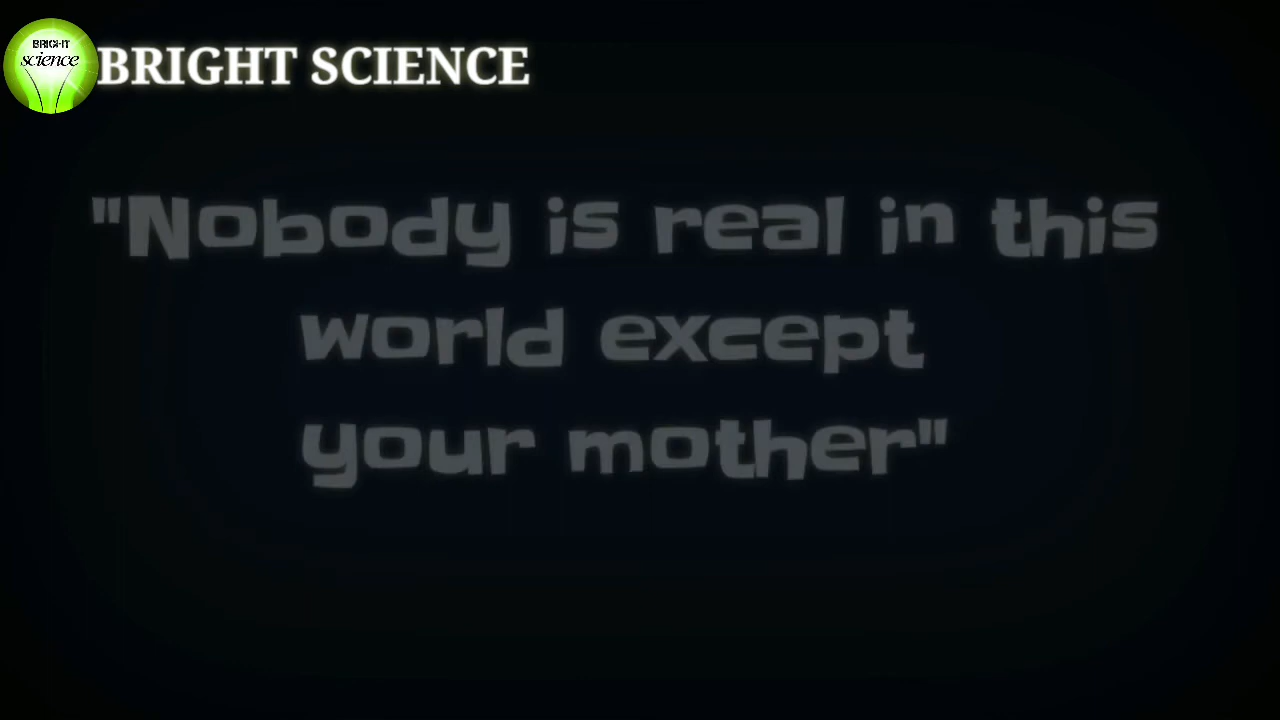 BRIGHT
science
BRIGHT SCIENCE
"Nobody is real in this
world except
your mother"